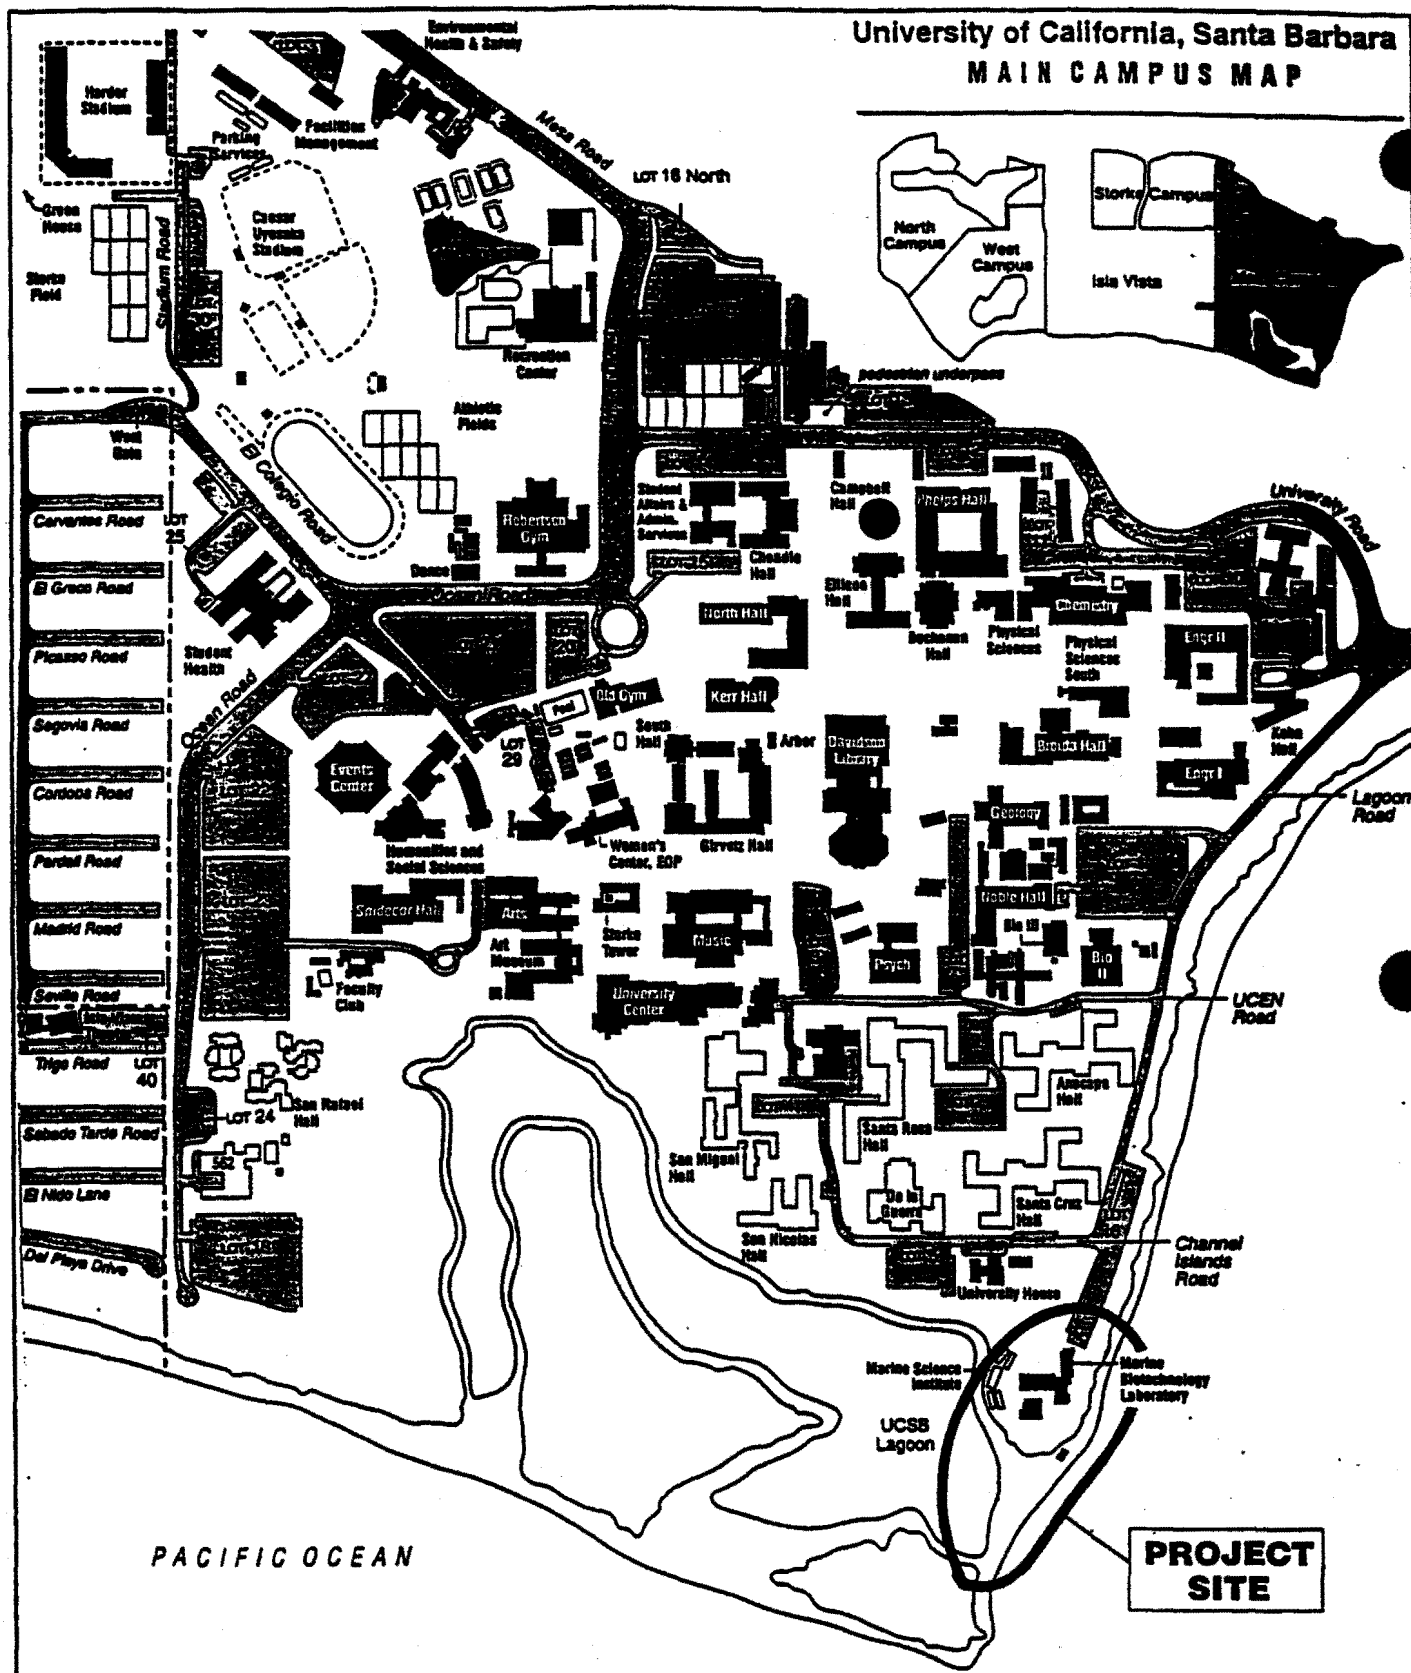 University of California, Santa Barbara
MAIN CAMPUS MAP
Environmental
Health & Safety
Harder
Stadium
Facilities
Management
Parking
Services
Mesa Road
LOT 16 North
Green
House
Caesar
Uyesaka
Stadium
Storke
Field
Stadium Road
North
Campus
West
Campus
Storke Campus
Isla Vista
Recreation
Center
pedestrian underpass
Athletic
Fields
West
Gate
El Colegio Road
Cervantes Road
LOT
25
El Greco Road
Picasso Road
Segovia Road
Cordoba Road
Pardall Road
Madrid Road
Seville Road
Trigo Road
LOT
40
Sabado Tarde Road
El Nido Lane
Del Playa Drive
Robertson
Gym
Dance
Student
Affairs &
Admin.
Services
Cheadle
Hall
Campbell
Hall
Phelps Hall
University Road
Ocean Road
North Hall
Ellison
Hall
Buchanan
Hall
Physical
Sciences
Chemistry
Physical
Sciences
South
Engr II
Student
Health
Ocean Road
Old Gym
Pool
Kerr Hall
South
Hall
Arbor
Davidson
Library
Broida Hall
Kohn
Hall
Engr I
Lagoon
Road
Events
Center
LOT
29
Humanities and
Social Sciences
Women's
Center, EOP
Girvetz Hall
Geology
Noble Hall
Snidecor Hall
Arts
Art
Museum
Storke
Tower
Music
Psych
Bio III
Bio
II
Faculty
Club
University
Center
UCEN
Road
San Rafael
Hall
LOT 24
562
Anacapa
Hall
Santa Rosa
Hall
San Miguel
Hall
De la
Guerra
Santa Cruz
Hall
San Nicolas
Hall
Channel
Islands
Road
University House
Marine Science
Institute
Marine
Biotechnology
Laboratory
UCSB
Lagoon
PACIFIC OCEAN
PROJECT
SITE